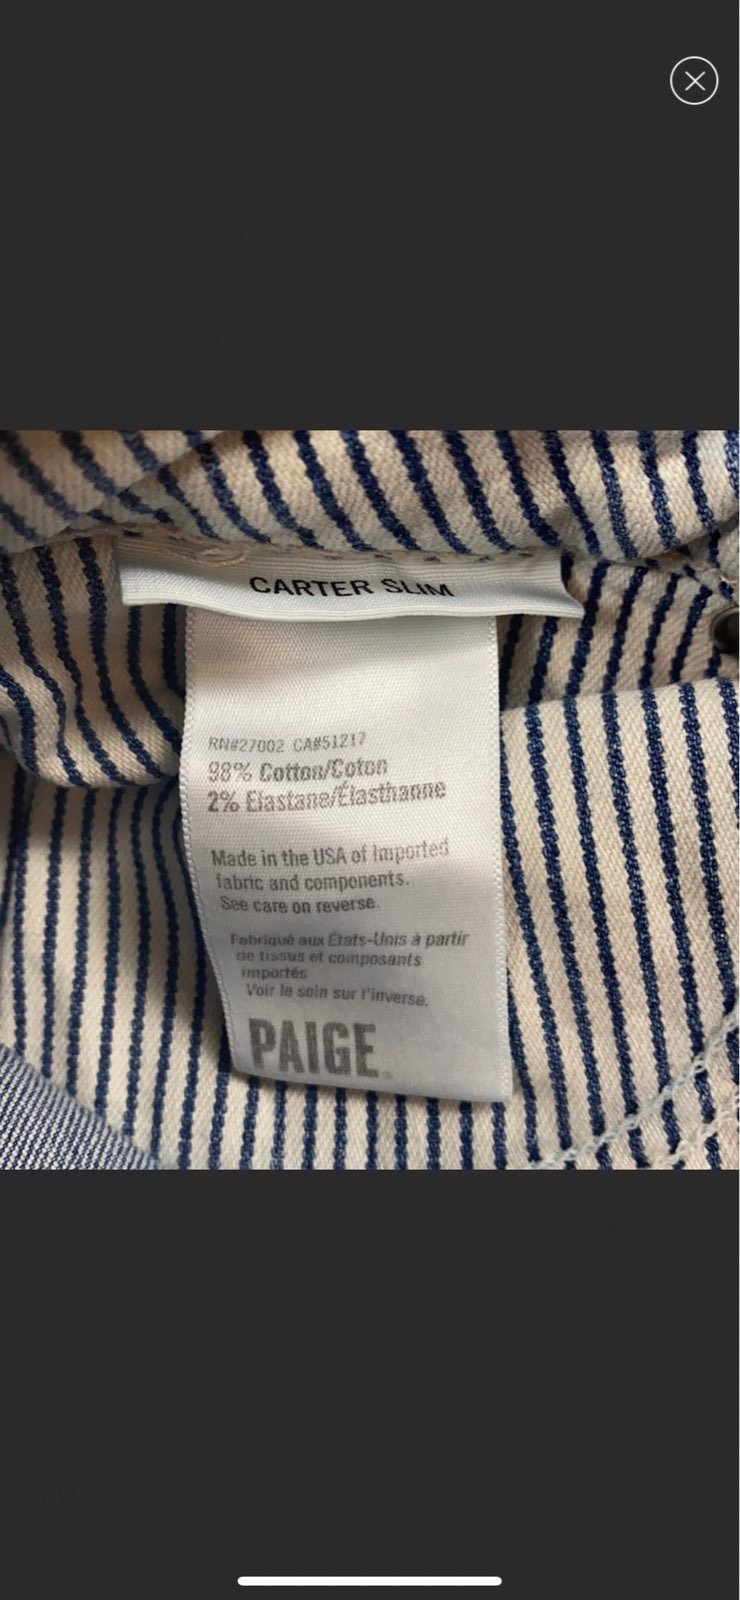 CARTER SLIM
RN#27002 CA#51217
98% Cotton/Coton
2% Elastane/Élasthanne
Made in the USA of Imported
fabric and components.
See care on reverse.
Fabriqué aux États-Unis à partir
de tissus et composants
importés
Voir le soin sur l'inverse.
PAIGE